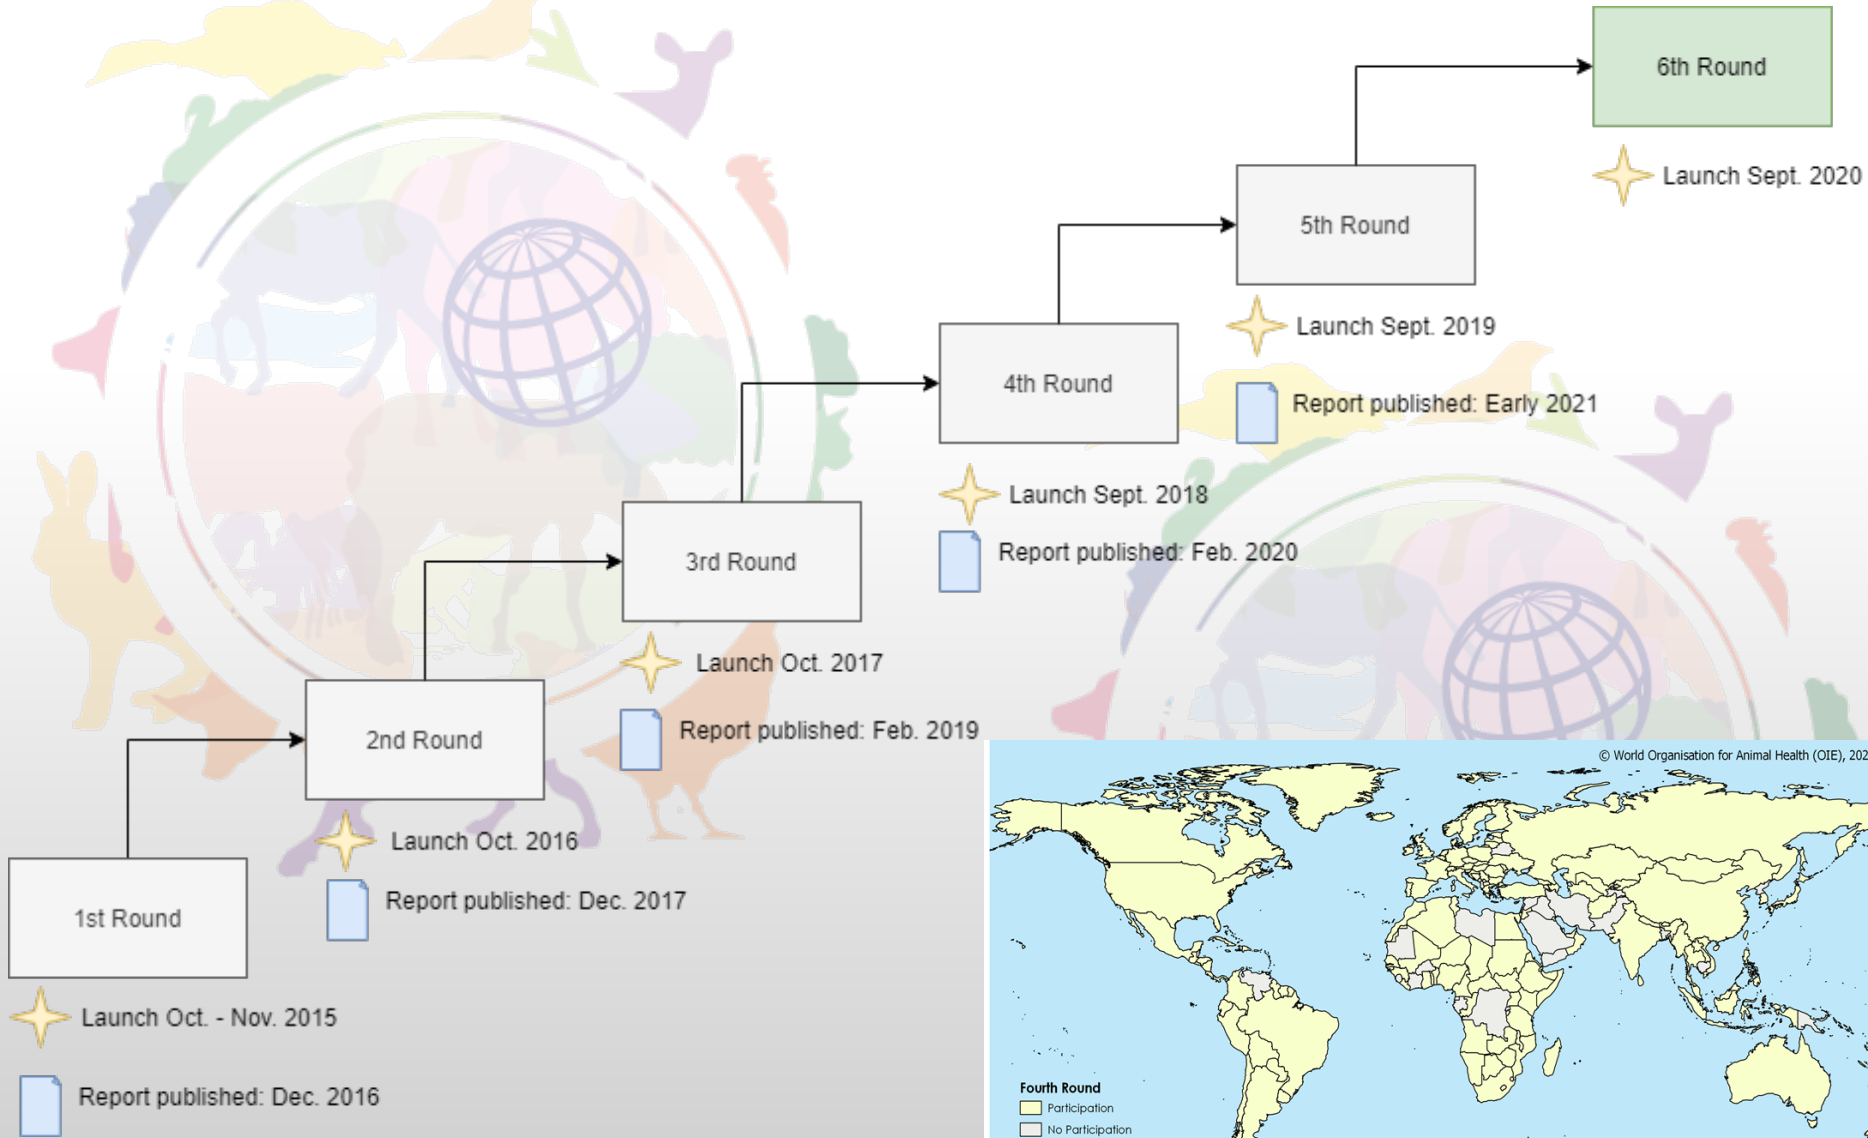 6th Round
Launch Sept. 2020
5th Round
Launch Sept. 2019
Report published: Early 2021
4th Round
Launch Sept. 2018
Report published: Feb. 2020
3rd Round
Launch Oct. 2017
Report published: Feb. 2019
2nd Round
Launch Oct. 2016
Report published: Dec. 2017
1st Round
Launch Oct. - Nov. 2015
Report published: Dec. 2016
© World Organisation for Animal Health (OIE), 202
Fourth Round
Participation
No Participation